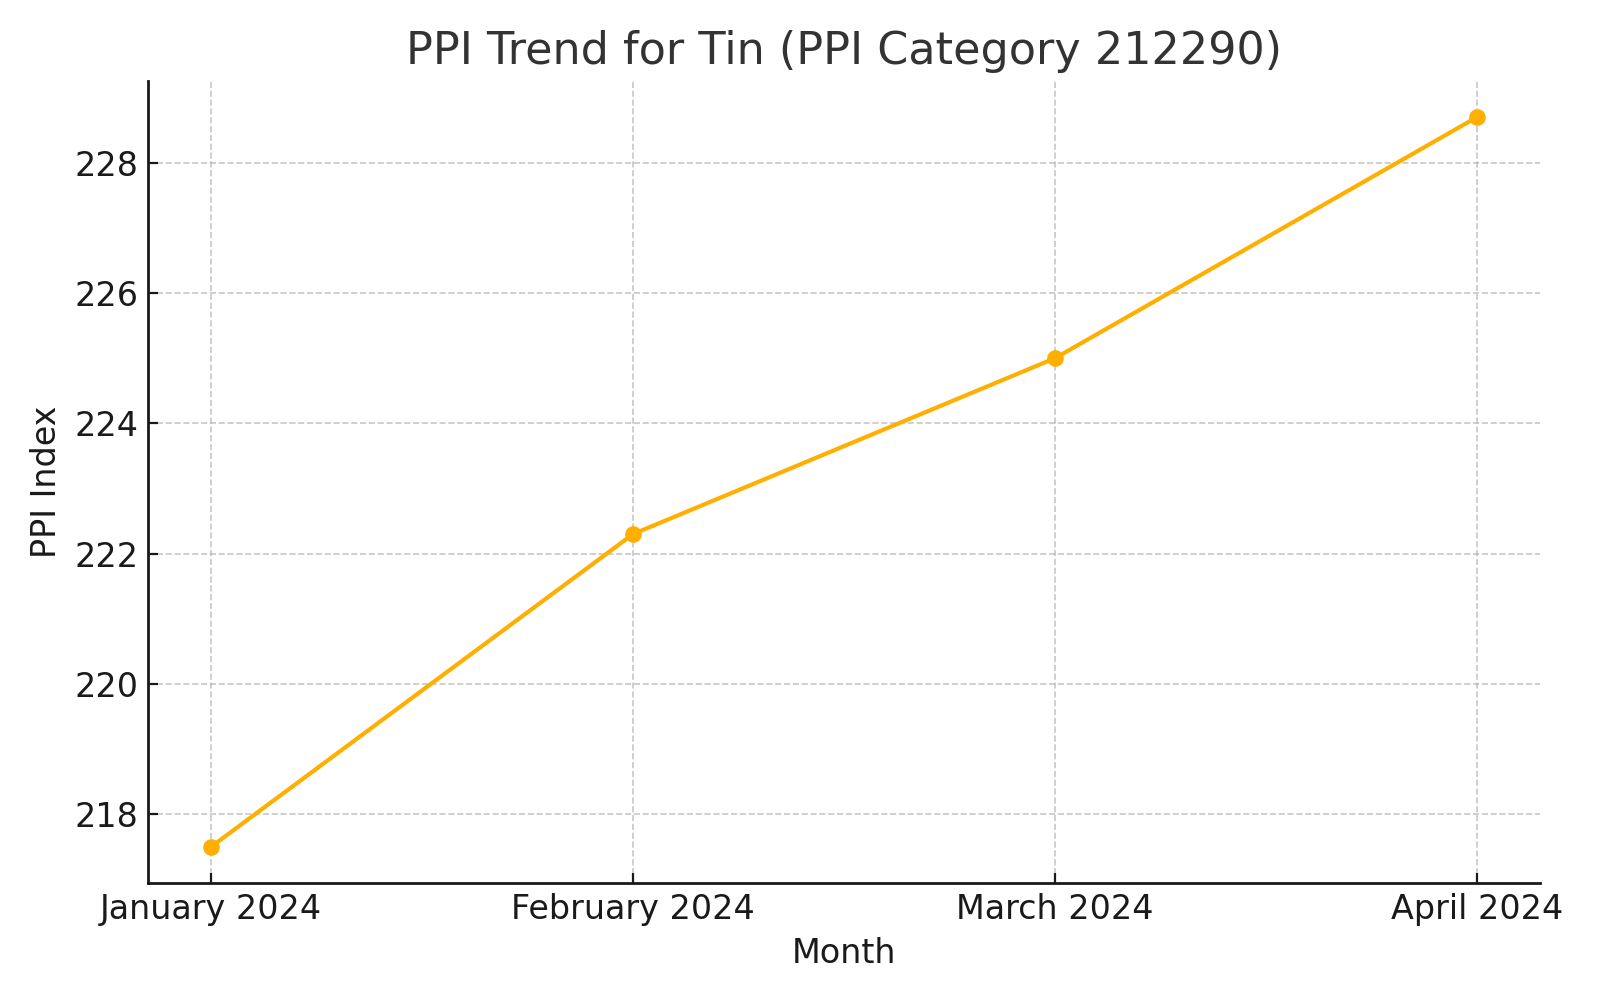 PPI Trend for Tin (PPI Category 212290)
228
226
224
222
220
218
PPI Index
January 2024
February 2024
March 2024
April 2024
Month